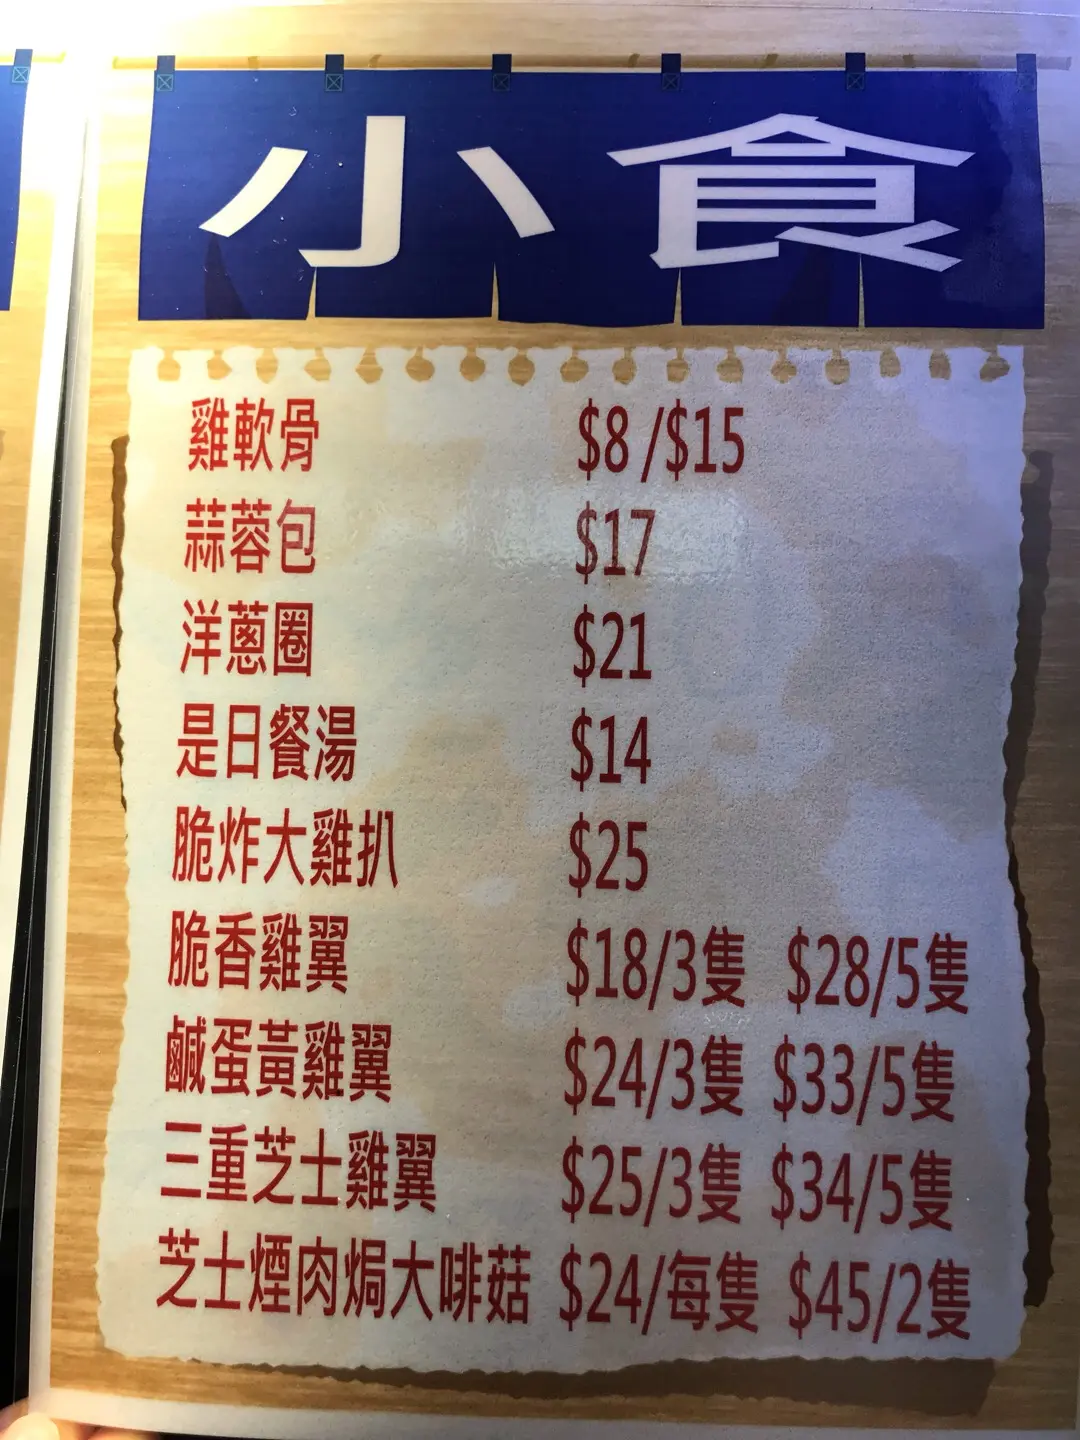 小食
雞軟骨 $8 /$15
蒜蓉包 $17
洋蔥圈 $21
是日餐湯 $14
脆炸大雞扒 $25
脆香雞翼 $18/3隻 $28/5隻
鹹蛋黃雞翼 $24/3隻 $33/5隻
三重芝士雞翼 $25/3隻 $34/5隻
芝士煙肉焗大啡菇 $24/每隻 $45/2隻